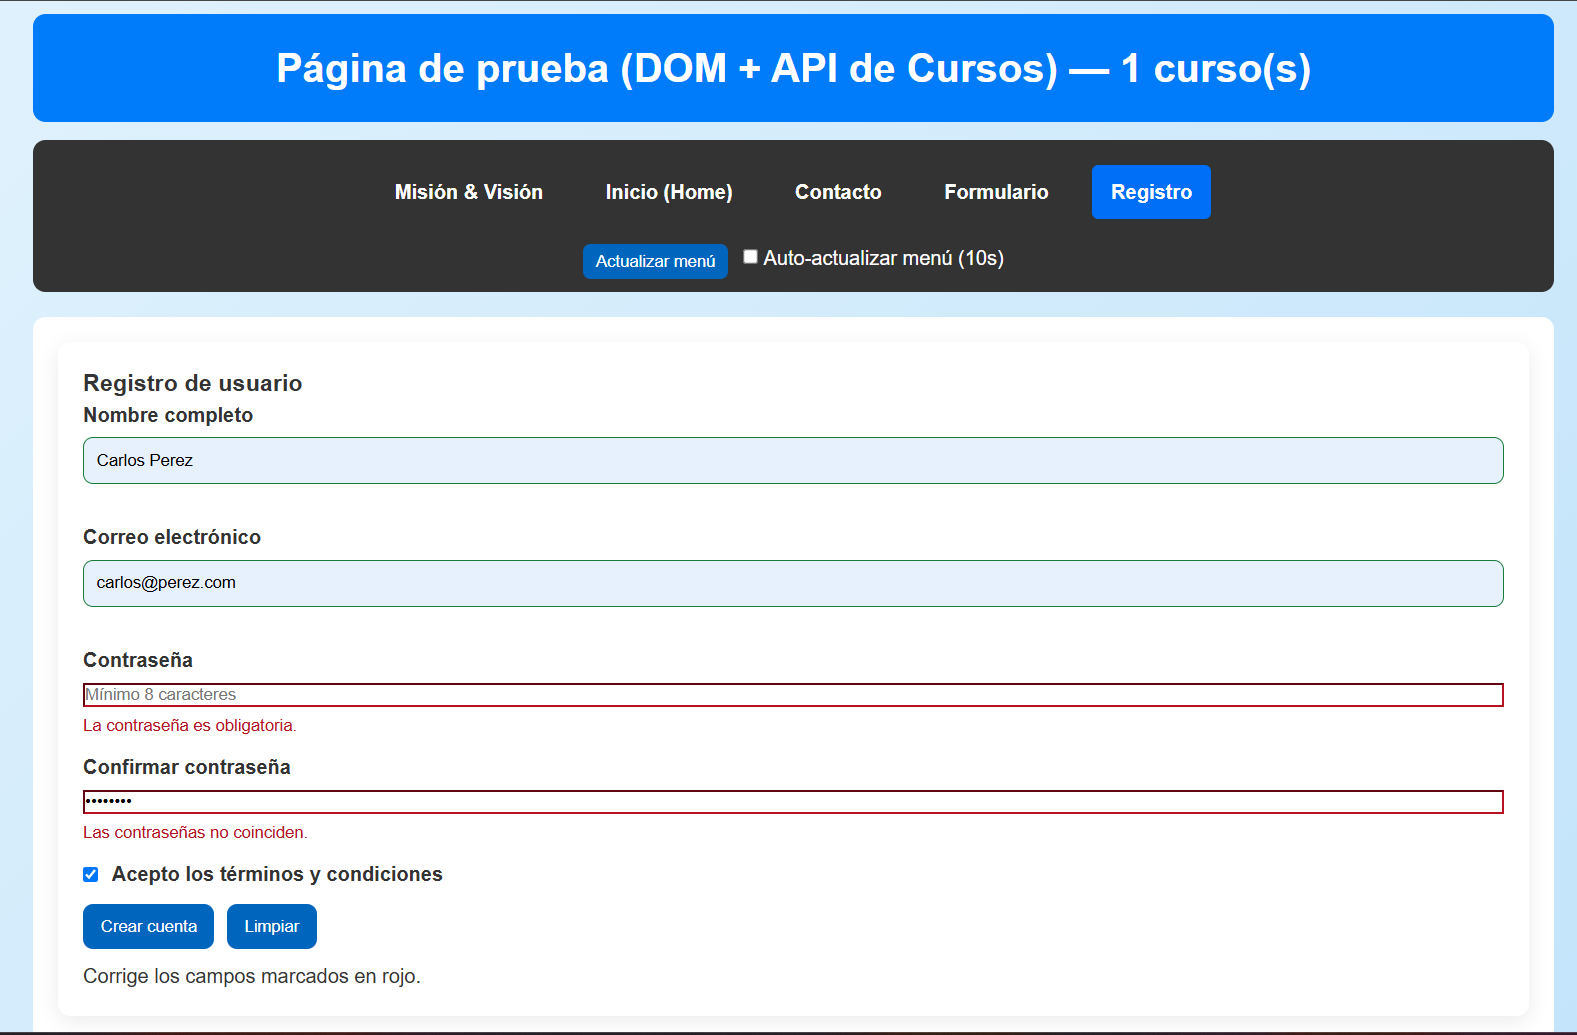 Página de prueba (DOM + API de Cursos) — 1 curso(s)
Misión & Visión Inicio (Home) Contacto Formulario Registro
Actualizar menú Auto-actualizar menú (10s)
Registro de usuario
Nombre completo
Carlos Perez
Correo electrónico
carlos@perez.com
Contraseña
Mínimo 8 caracteres
La contraseña es obligatoria.
Confirmar contraseña
••••••••
Las contraseñas no coinciden.
Acepto los términos y condiciones
Crear cuenta Limpiar
Corrige los campos marcados en rojo.